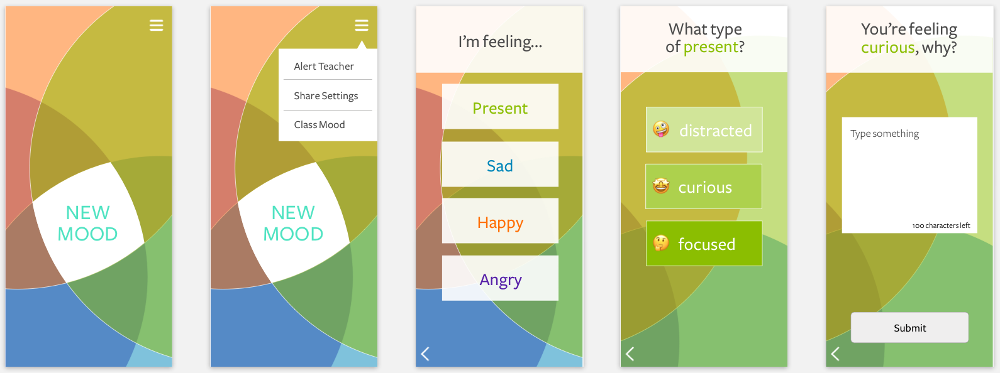 NEW
MOOD
Alert Teacher
Share Settings
Class Mood
NEW
MOOD
I'm feeling...
Present
Sad
Happy
Angry
What type
of present?
distracted
curious
focused
You're feeling
curious, why?
Type something
100 characters left
Submit